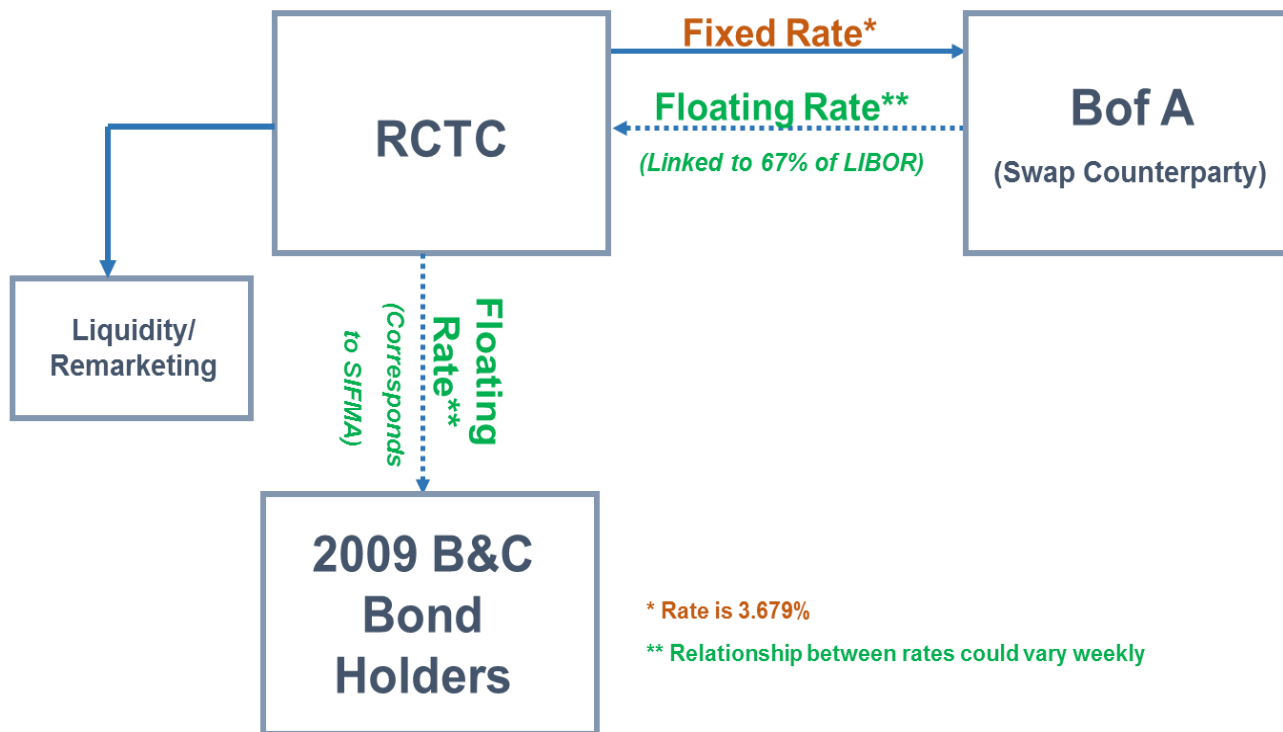 Fixed Rate*
RCTC
Floating Rate**
(Linked to 67% of LIBOR)
Bof A
(Swap Counterparty)
Liquidity/
Remarketing
Floating
Rate**
(Corresponds
to SIFMA)
2009 B&C
Bond
Holders
* Rate is 3.679%
** Relationship between rates could vary weekly